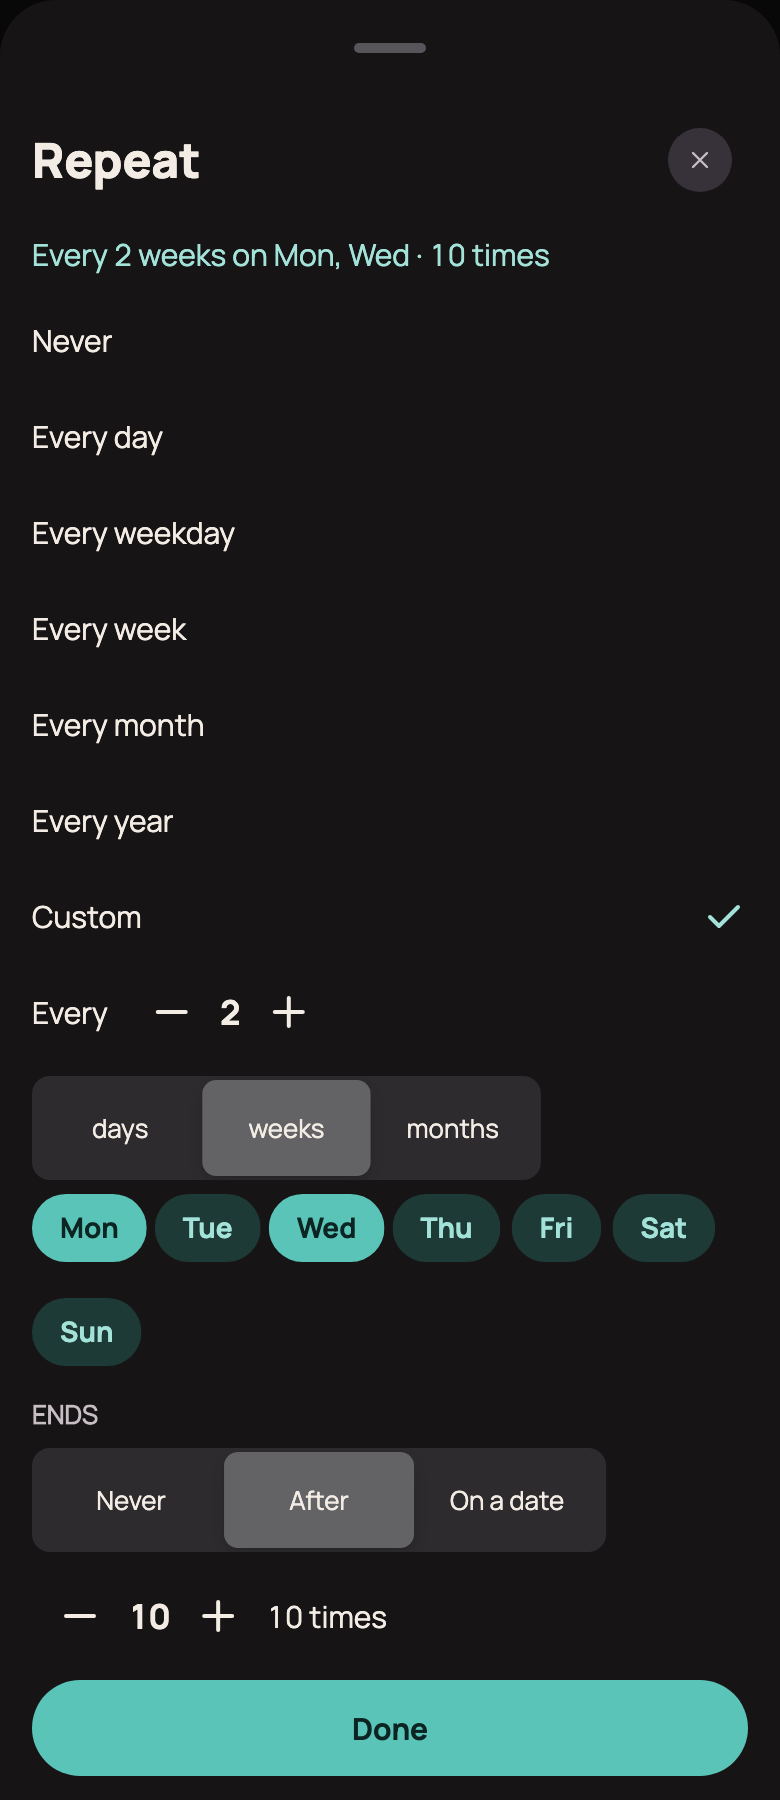 Repeat
Every 2 weeks on Mon, Wed · 10 times
Never
Every day
Every weekday
Every week
Every month
Every year
Custom
Every 2
days weeks months
Mon Tue Wed Thu Fri Sat
Sun
ENDS
Never After On a date
10 10 times
Done